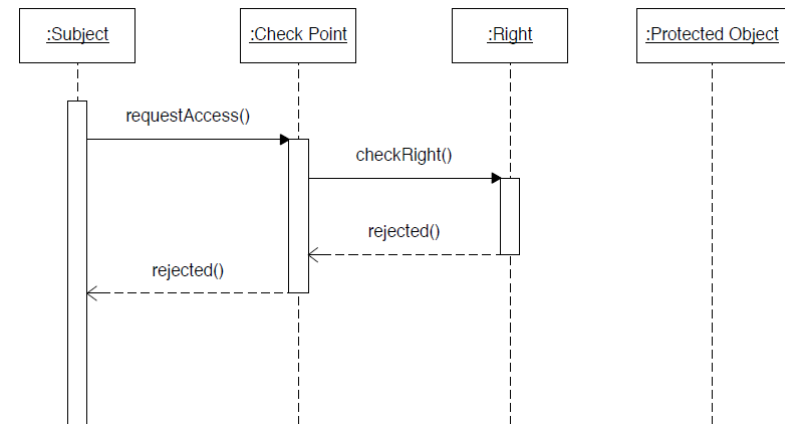 :Subject
:Check Point
:Right
:Protected Object
requestAccess()
checkRight()
rejected()
rejected()